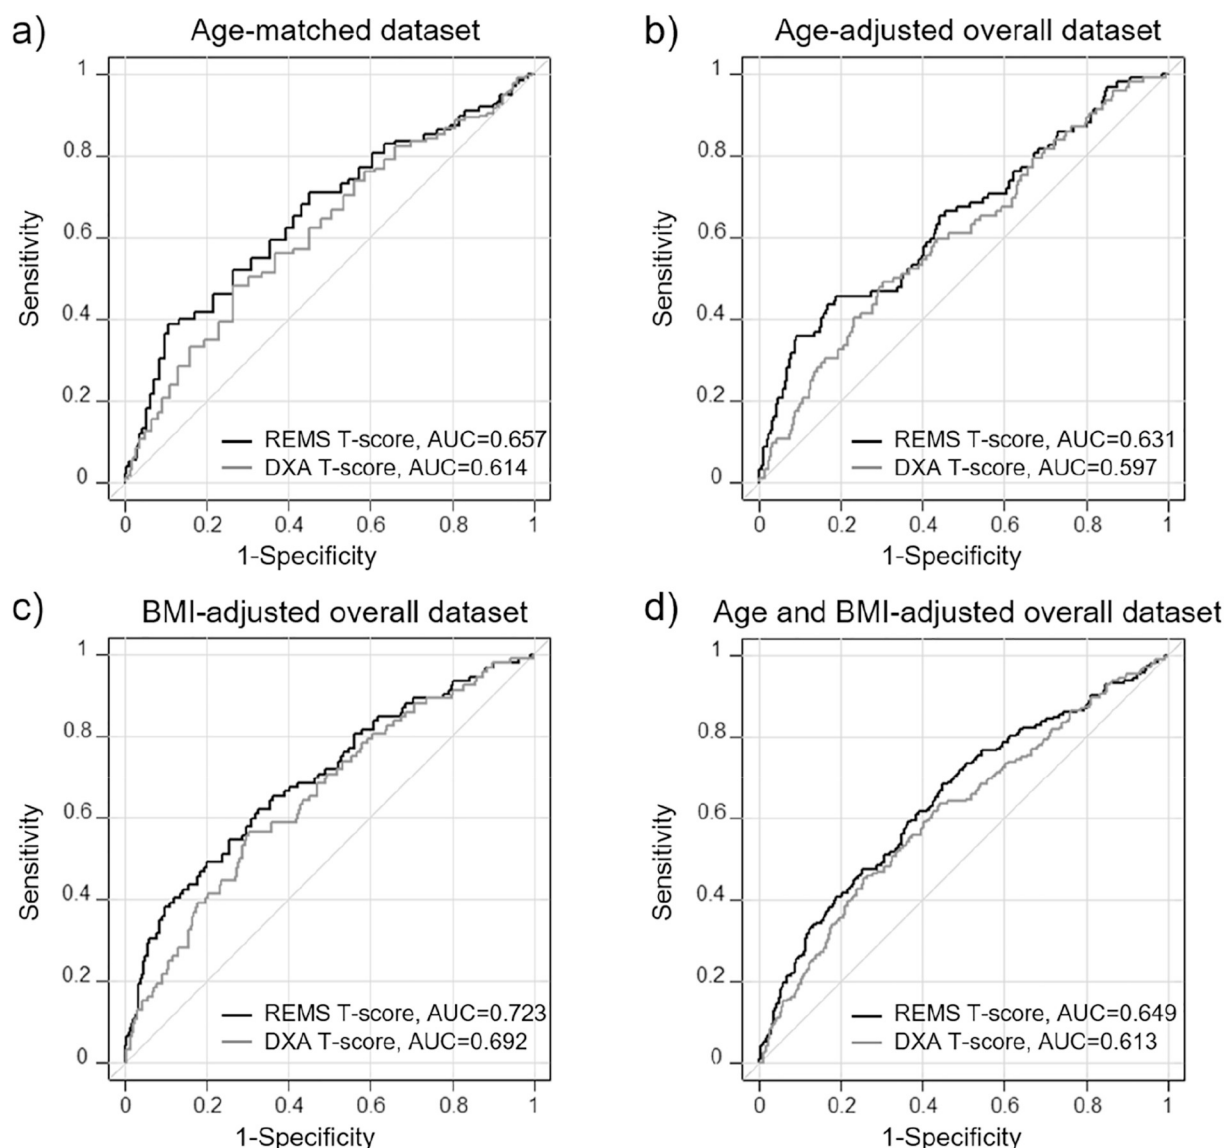 a)
Age-matched dataset
1
0.8
0.6
0.4
0.2
0
Sensitivity
REMS T-score, AUC=0.657
DXA T-score, AUC=0.614
0 0.2 0.4 0.6 0.8 1
1-Specificity
b)
Age-adjusted overall dataset
1
0.8
0.6
0.4
0.2
0
Sensitivity
REMS T-score, AUC=0.631
DXA T-score, AUC=0.597
0 0.2 0.4 0.6 0.8 1
1-Specificity
c)
BMI-adjusted overall dataset
1
0.8
0.6
0.4
0.2
0
Sensitivity
REMS T-score, AUC=0.723
DXA T-score, AUC=0.692
0 0.2 0.4 0.6 0.8 1
1-Specificity
d)
Age and BMI-adjusted overall dataset
1
0.8
0.6
0.4
0.2
0
Sensitivity
REMS T-score, AUC=0.649
DXA T-score, AUC=0.613
0 0.2 0.4 0.6 0.8 1
1-Specificity